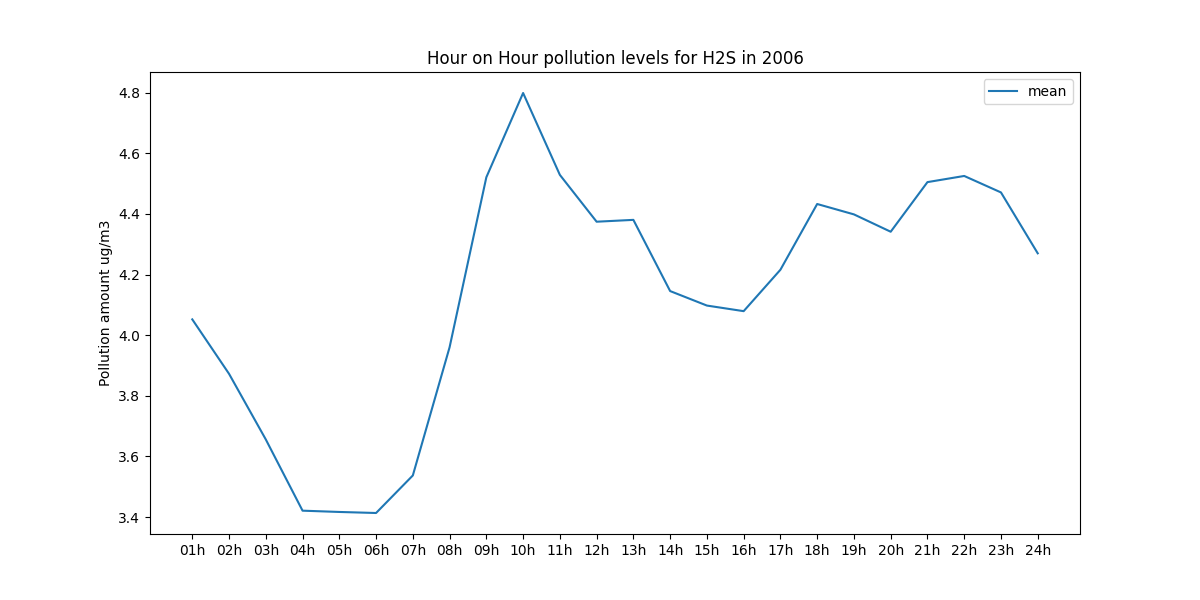 Hour on Hour pollution levels for H2S in 2006
mean
Pollution amount ug/m3
4.8
4.6
4.4
4.2
4.0
3.8
3.6
3.4
01h 02h 03h 04h 05h 06h 07h 08h 09h 10h 11h 12h 13h 14h 15h 16h 17h 18h 19h 20h 21h 22h 23h 24h